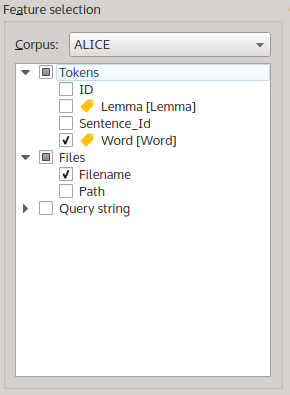 Feature selection
Corpus: ALICE
Tokens
ID
Lemma [Lemma]
Sentence_Id
Word [Word]
Files
Filename
Path
Query string